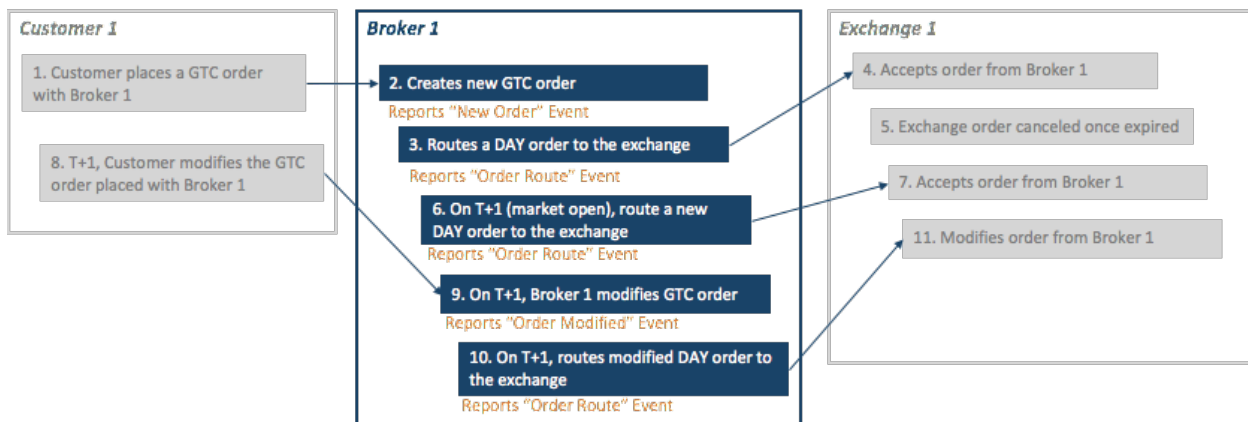 Customer 1
1. Customer places a GTC order
with Broker 1
8. T+1, Customer modifies the GTC
order placed with Broker 1
Broker 1
2. Creates new GTC order
Reports "New Order" Event
3. Routes a DAY order to the exchange
Reports "Order Route" Event
6. On T+1 (market open), route a new
DAY order to the exchange
Reports "Order Route" Event
9. On T+1, Broker 1 modifies GTC order
Reports "Order Modified" Event
10. On T+1, routes modified DAY order to
the exchange
Reports "Order Route" Event
Exchange 1
4. Accepts order from Broker 1
5. Exchange order canceled once expired
7. Accepts order from Broker 1
11. Modifies order from Broker 1